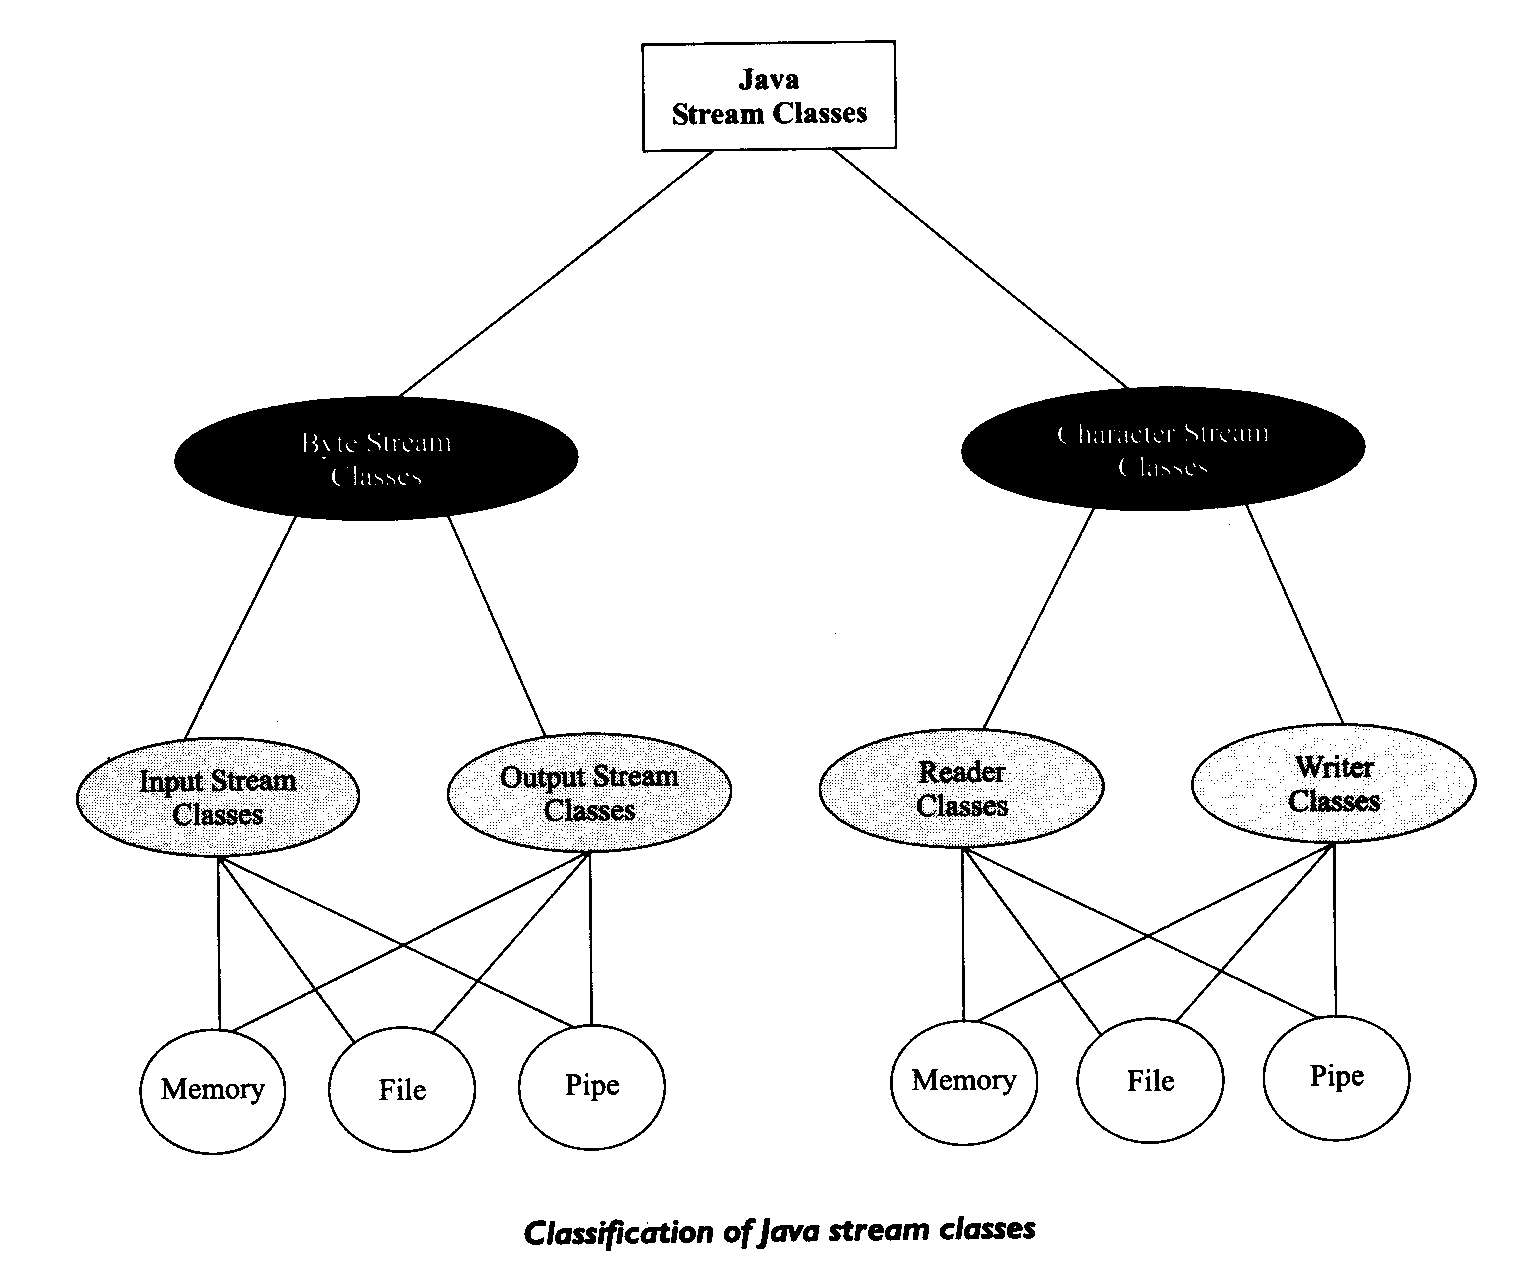 Java
Stream Classes
Byte Stream
Classes
Character Stream
Classes
Input Stream
Classes
Output Stream
Classes
Reader
Classes
Writer
Classes
Memory
File
Pipe
Memory
File
Pipe
Classification of Java stream classes